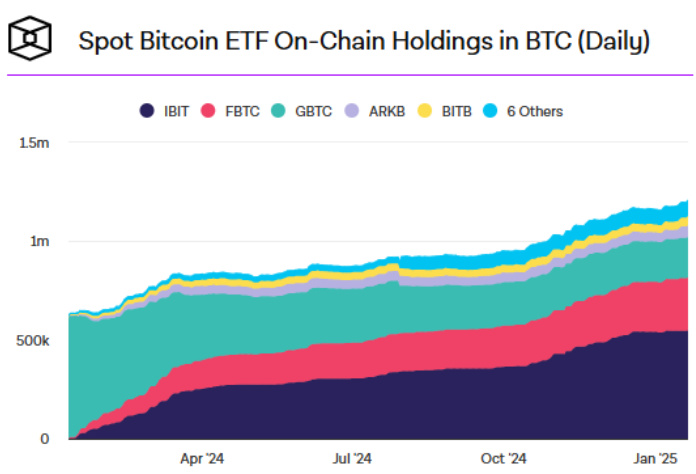 Spot Bitcoin ETF On-Chain Holdings in BTC (Daily)
IBIT FBTC GBTC ARKB BITB 6 Others
1.5m
1m
500k
0
Apr '24 Jul '24 Oct '24 Jan '25